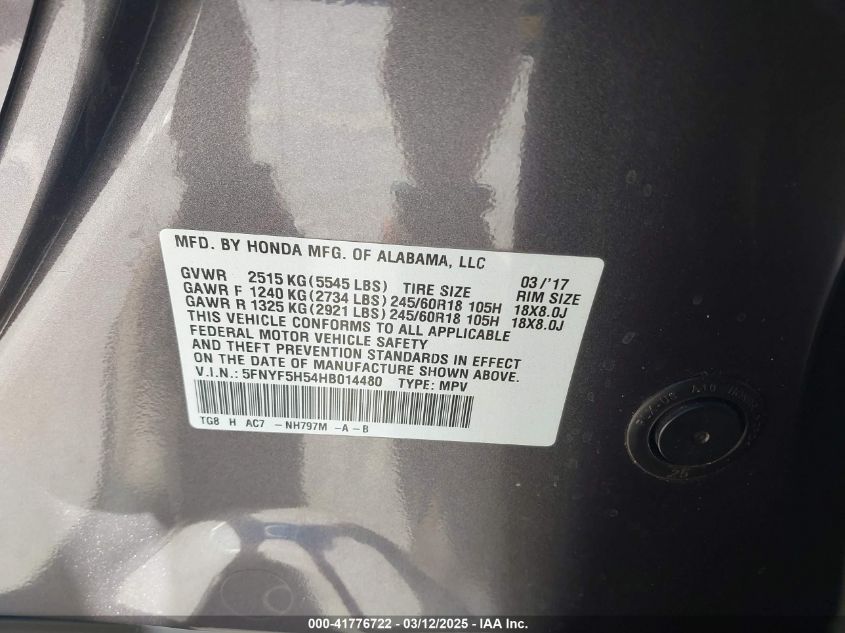 MFD. BY HONDA MFG. OF ALABAMA, LLC
03/'17
GVWR 2515 KG(5545 LBS) TIRE SIZE RIM SIZE
GAWR F 1240 KG(2734 LBS) 245/60R18 105H 18X8.0J
GAWR R 1325 KG(2921 LBS) 245/60R18 105H 18X8.0J
THIS VEHICLE CONFORMS TO ALL APPLICABLE
FEDERAL MOTOR VEHICLE SAFETY
AND THEFT PREVENTION STANDARDS IN EFFECT
ON THE DATE OF MANUFACTURE SHOWN ABOVE.
V.I.N.: 5FNYF5H54HB014480 TYPE: MPV
TG8 H AC7 -NH797M -A-B
25
000-41776722 - 03/12/2025 - IAA Inc.